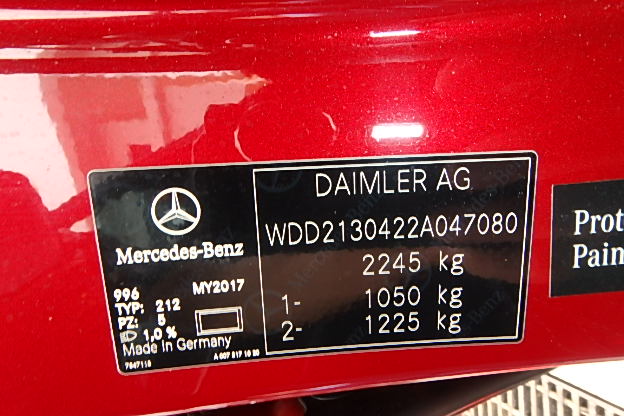 DAIMLER AG
Mercedes-Benz
WDD2130422A047080
2245 kg
996 MY2017
TYP: 212
1- 1050 kg
PZ: 5
2- 1225 kg
1,0 %
Made in Germany
Prot
Pain